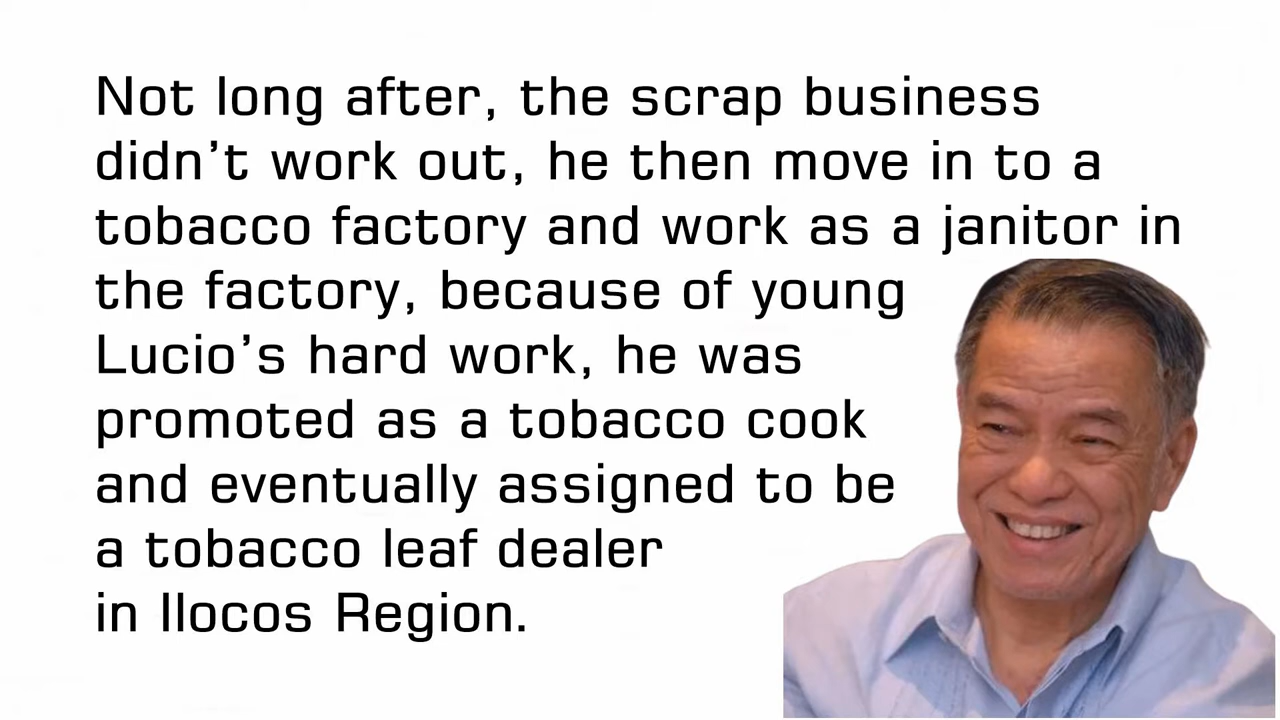 Not long after, the scrap business
didn’t work out, he then move in to a
tobacco factory and work as a janitor in
the factory, because of young
Lucio’s hard work, he was
promoted as a tobacco cook
and eventually assigned to be
a tobacco leaf dealer
in Ilocos Region.